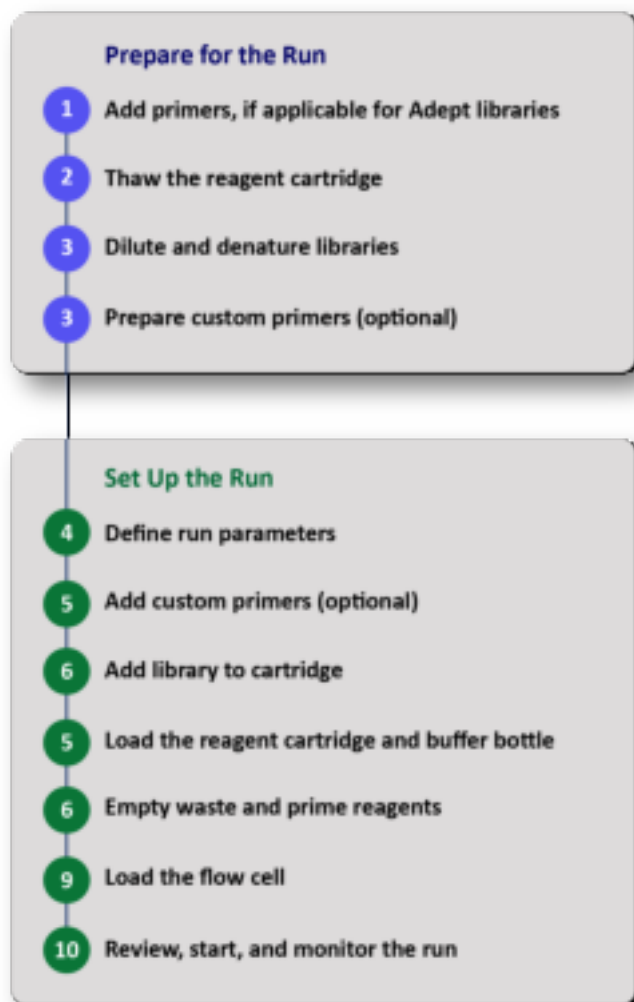 Prepare for the Run
1 Add primers, if applicable for Adept libraries
2 Thaw the reagent cartridge
3 Dilute and denature libraries
3 Prepare custom primers (optional)
Set Up the Run
4 Define run parameters
5 Add custom primers (optional)
6 Add library to cartridge
5 Load the reagent cartridge and buffer bottle
6 Empty waste and prime reagents
9 Load the flow cell
10 Review, start, and monitor the run